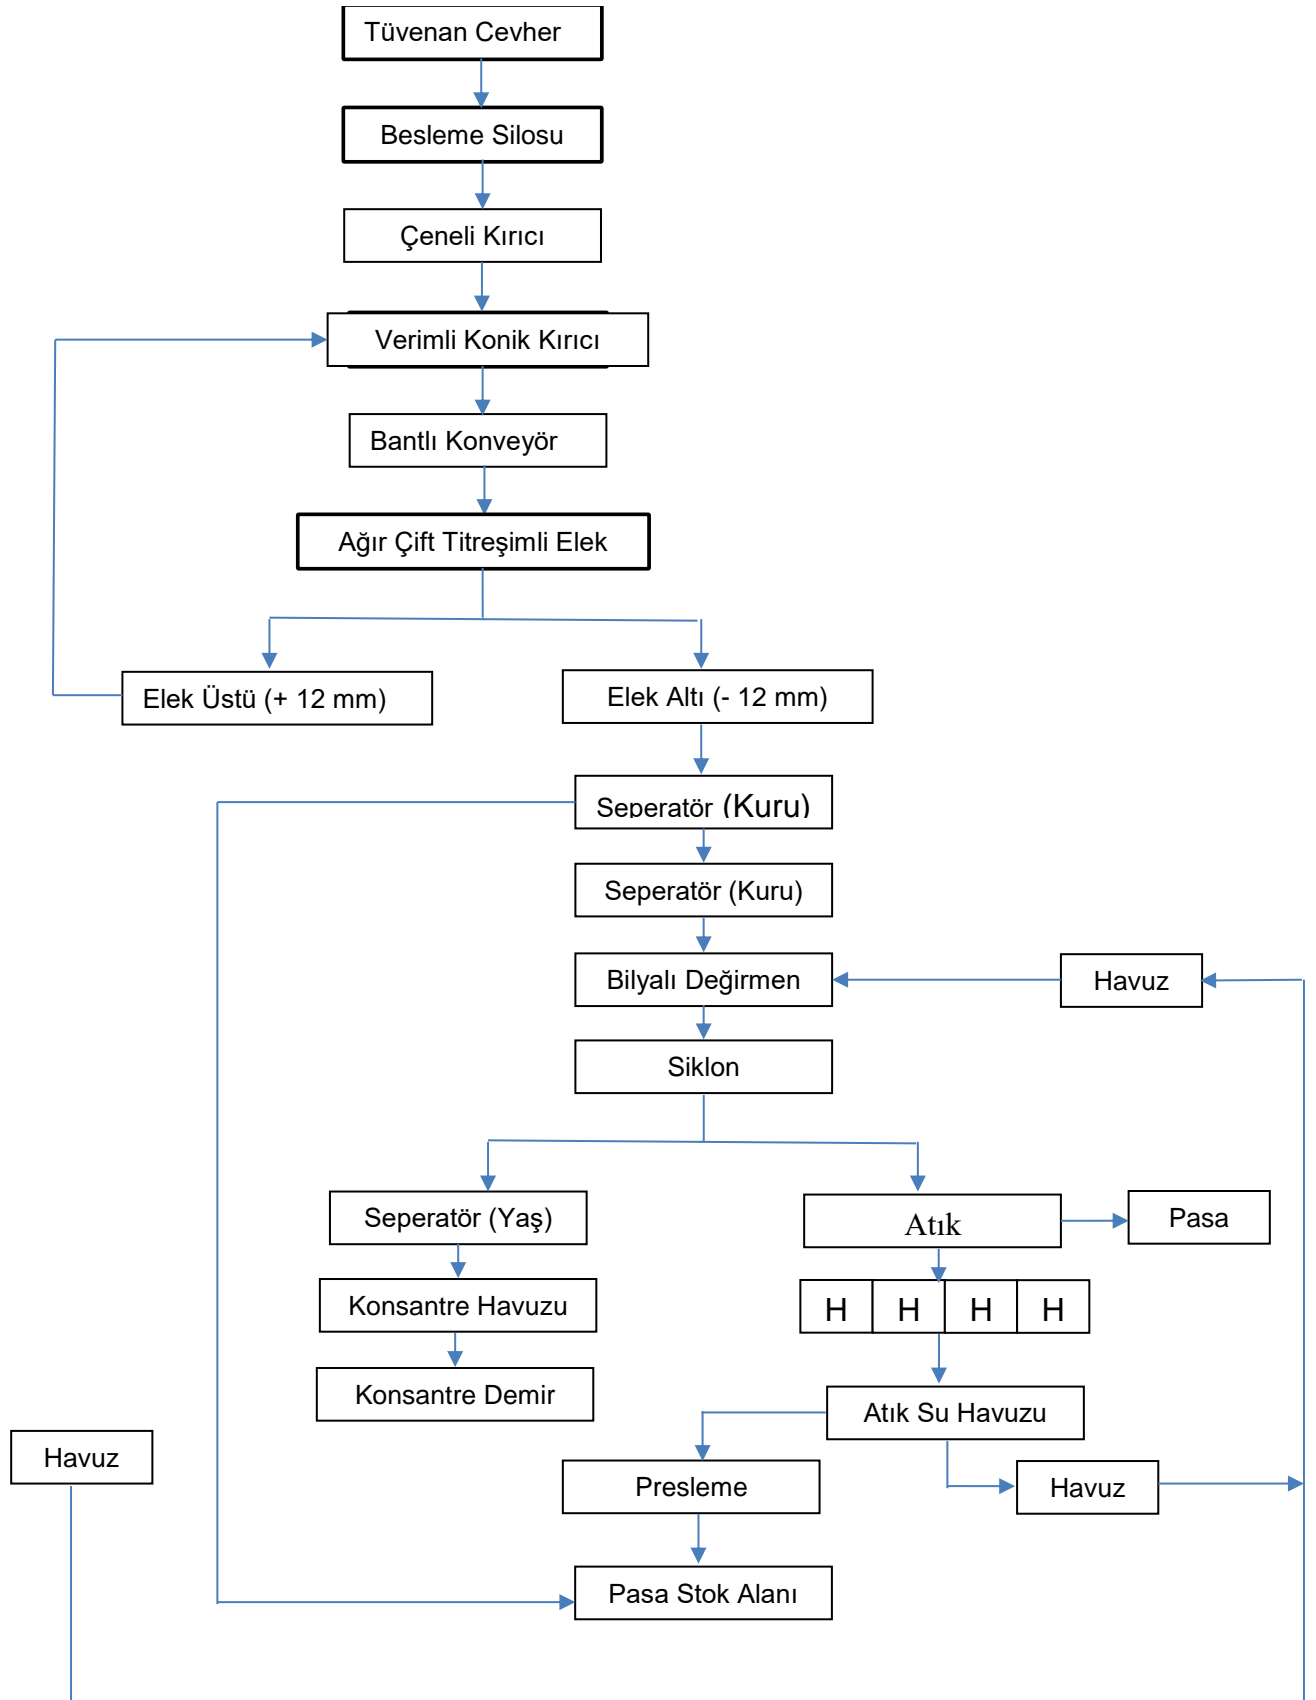 Tüvenan Cevher
Besleme Silosu
Çeneli Kırıcı
Verimli Konik Kırıcı
Bantlı Konveyör
Ağır Çift Titreşimli Elek
Elek Üstü (+ 12 mm)
Elek Altı (- 12 mm)
Seperatör (Kuru)
Seperatör (Kuru)
Bilyalı Değirmen
Havuz
Siklon
Seperatör (Yaş)
Atık
Pasa
Konsantre Havuzu
H H H H
Konsantre Demir
Atık Su Havuzu
Havuz
Presleme
Havuz
Pasa Stok Alanı